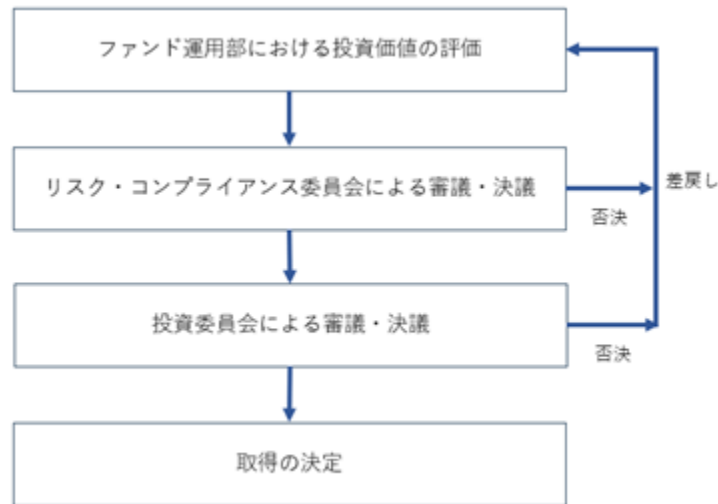 ファンド運用部における投資価値の評価
リスク・コンプライアンス委員会による審議・決議
差戻し
否決
投資委員会による審議・決議
否決
取得の決定